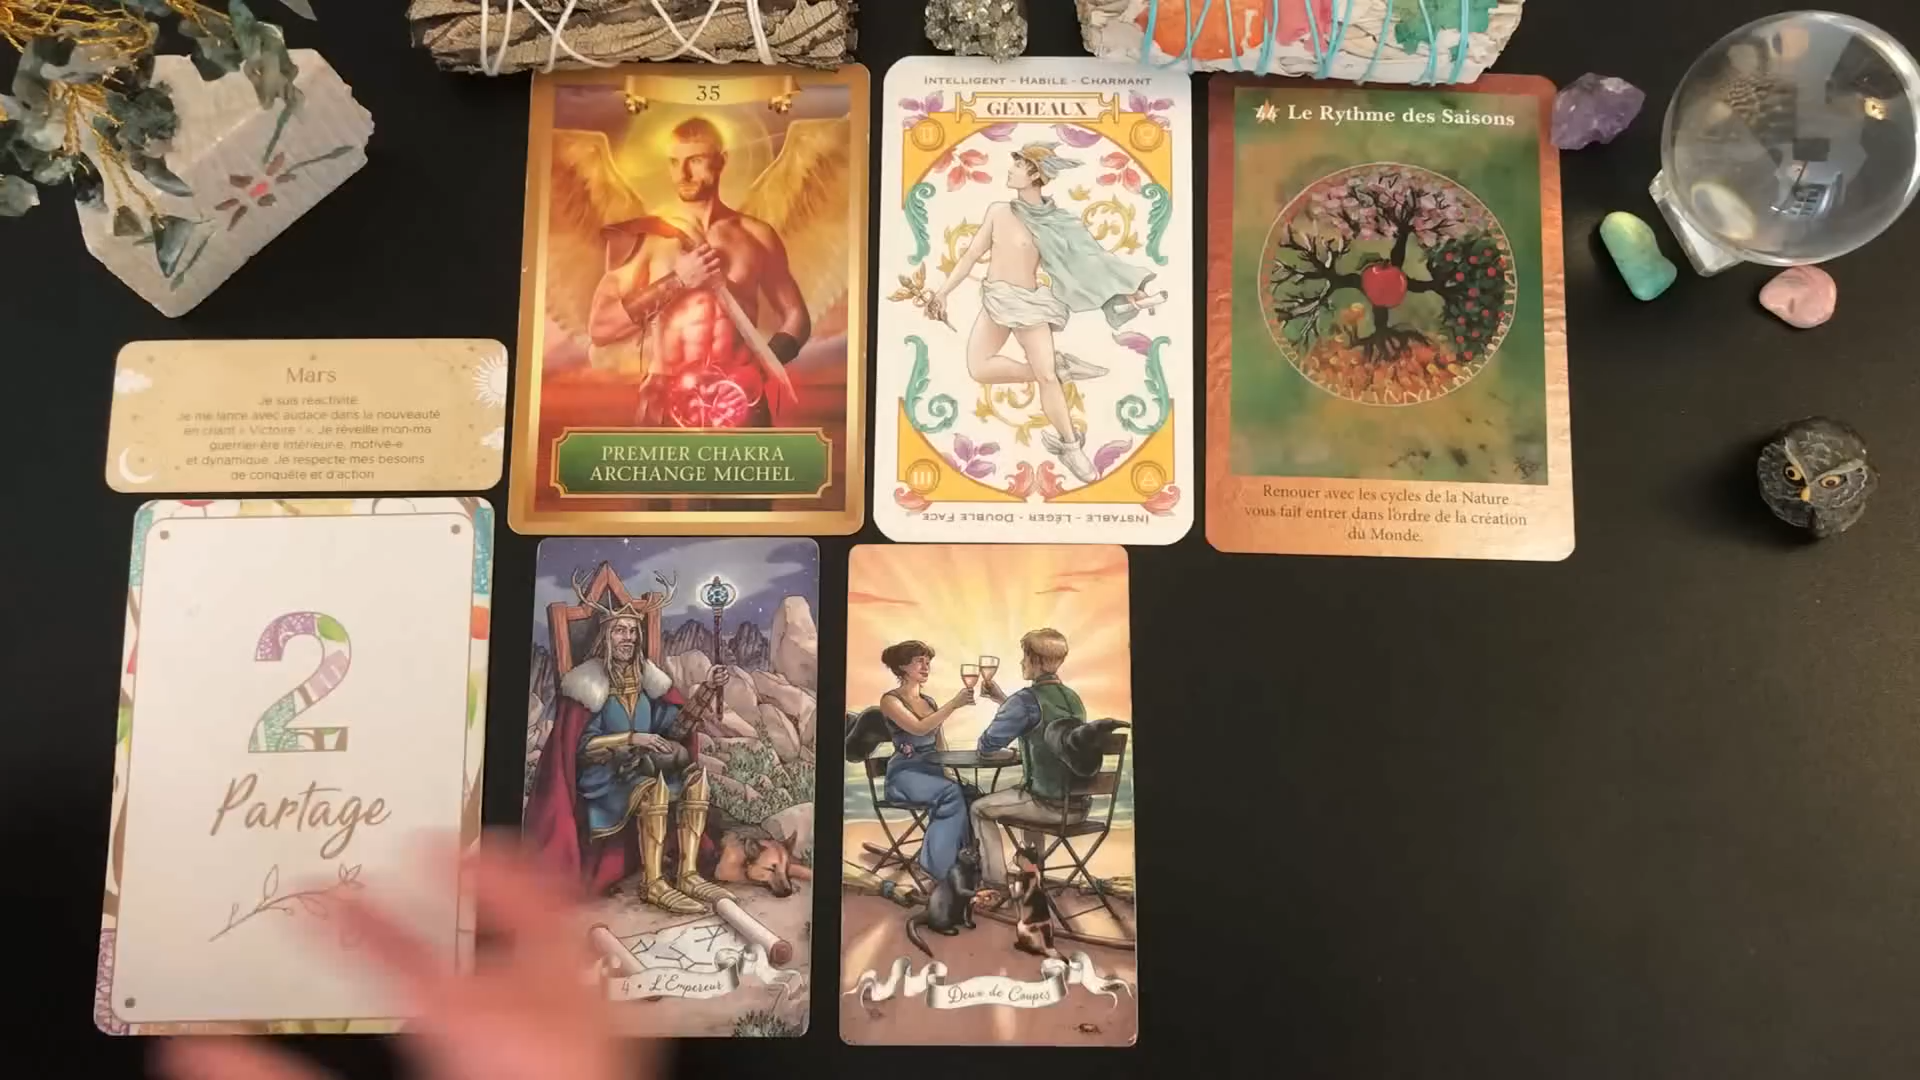 35
PREMIER CHAKRA
ARCHANGE MICHEL
INTELLIGENT - HABILE - CHARMANT
GÉMEAUX
III
INSTABLE - LÉGER - DOUBLE FACE
44 Le Rythme des Saisons
Renouer avec les cycles de la Nature
vous fait entrer dans l'ordre de la création
du Monde.
Mars
Je suis réactivité.
Je me lance avec audace dans la nouveauté
en criant « Victoire ! ». Je réveille mon·ma
guerrier·ère intérieur·e, motivé·e
et dynamique. Je respecte mes besoins
de conquête et d'action
2
Partage
4 • L'Empereur
Deux de Coupes